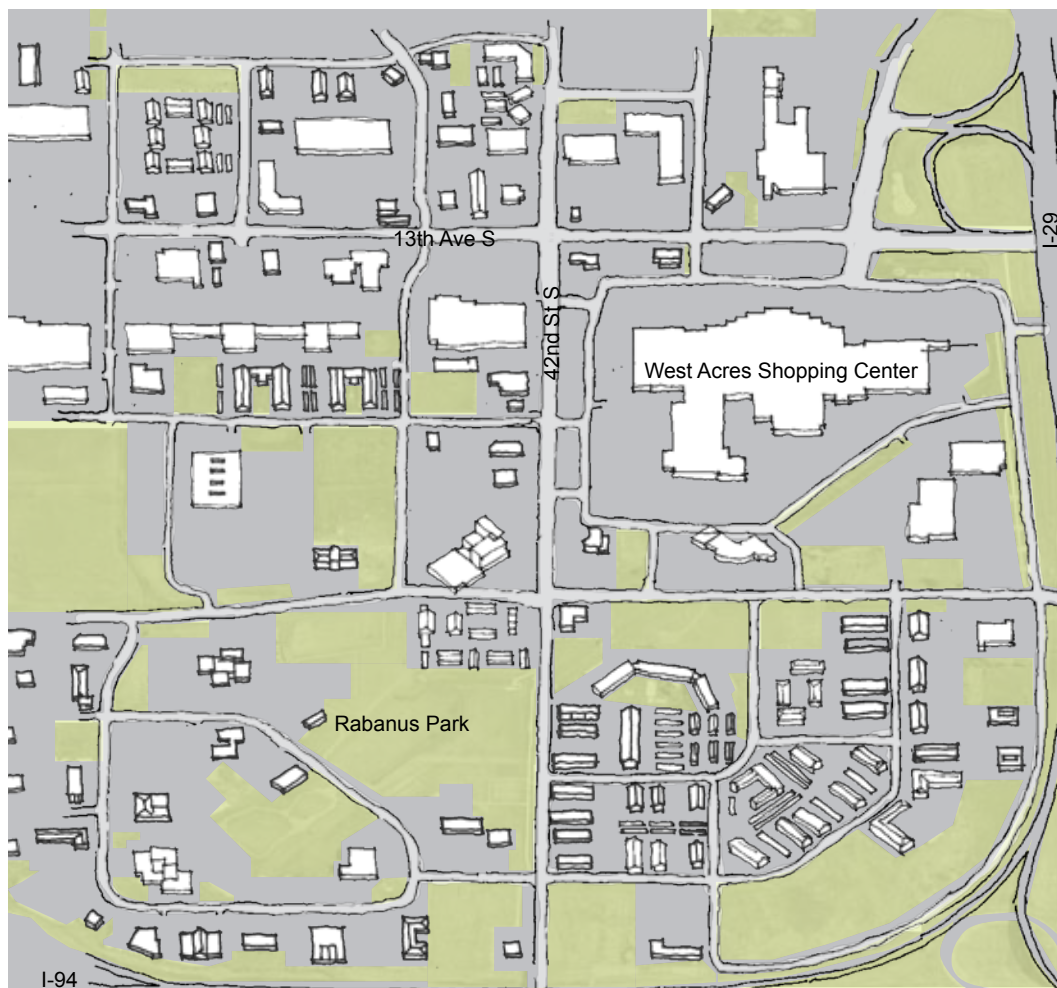 13th Ave S
I-29
42nd St S
West Acres Shopping Center
Rabanus Park
I-94